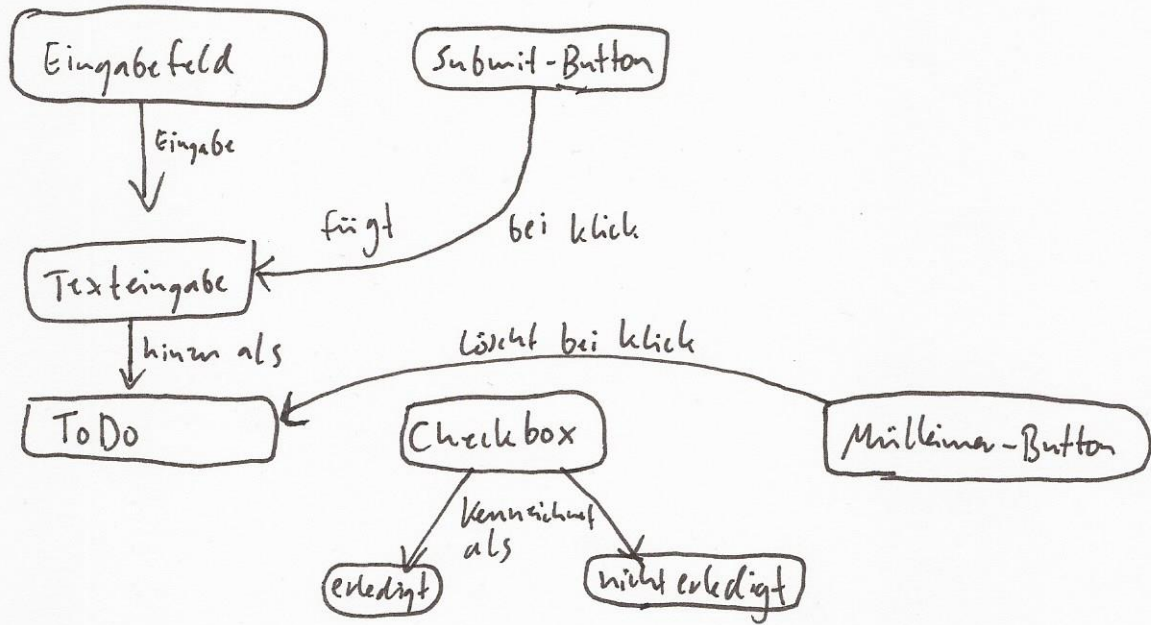 Eingabefeld
Submit-Button
Eingabe
fügt
bei klick
Texteingabe
hinzu als
löscht bei klick
ToDo
Checkbox
Mülleimer-Button
kennzeichnet
als
erledigt
nicht erledigt